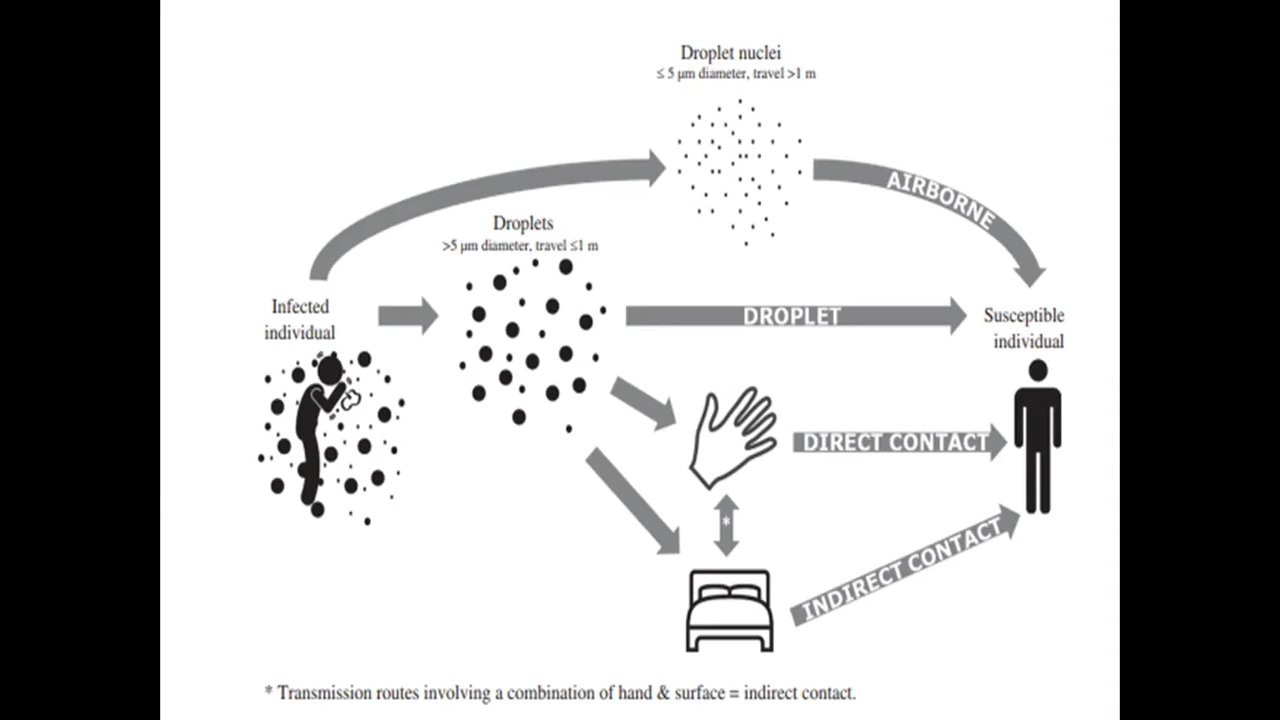 Droplet nuclei
≤ 5 μm diameter, travel >1 m
AIRBORNE
Droplets
>5 μm diameter, travel ≤1 m
Infected
individual
DROPLET
Susceptible
individual
DIRECT CONTACT
*
INDIRECT CONTACT
* Transmission routes involving a combination of hand & surface = indirect contact.